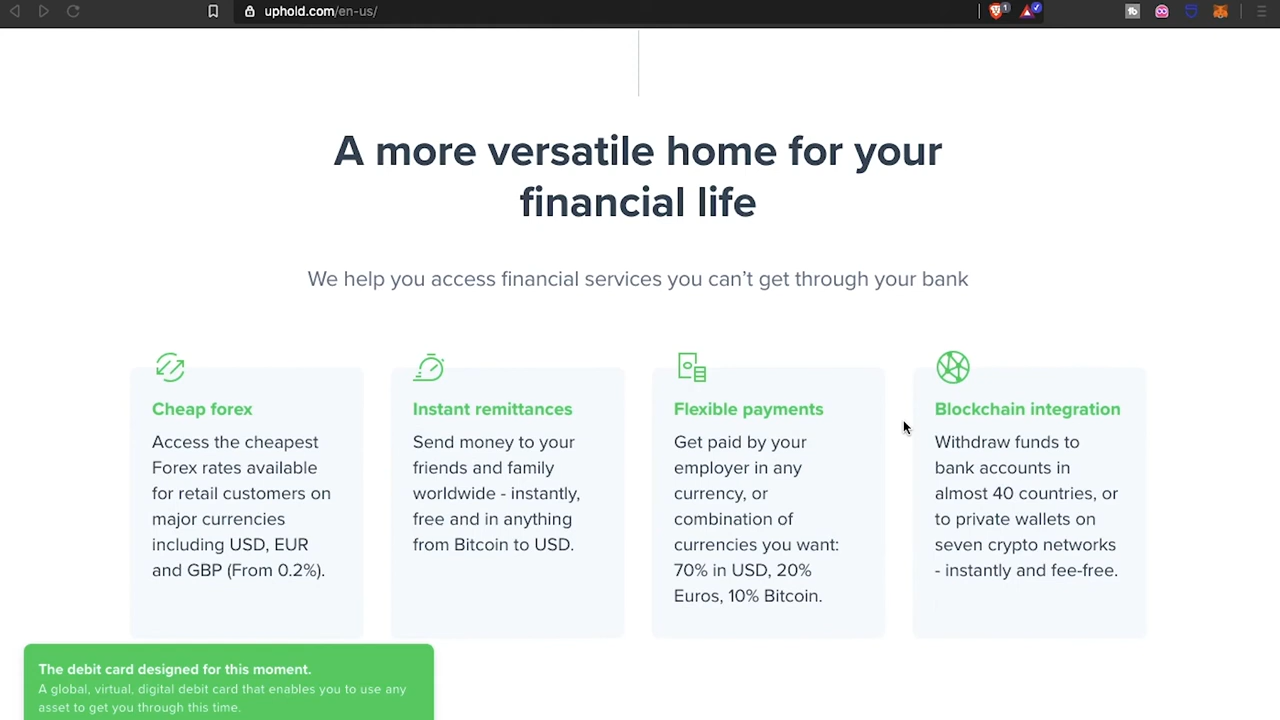 uphold.com/en-us/
1
A more versatile home for your
financial life
We help you access financial services you can’t get through your bank
Cheap forex
Access the cheapest
Forex rates available
for retail customers on
major currencies
including USD, EUR
and GBP (From 0.2%).
Instant remittances
Send money to your
friends and family
worldwide - instantly,
free and in anything
from Bitcoin to USD.
Flexible payments
Get paid by your
employer in any
currency, or
combination of
currencies you want:
70% in USD, 20%
Euros, 10% Bitcoin.
Blockchain integration
Withdraw funds to
bank accounts in
almost 40 countries, or
to private wallets on
seven crypto networks
- instantly and fee-free.
The debit card designed for this moment.
A global, virtual, digital debit card that enables you to use any
asset to get you through this time.